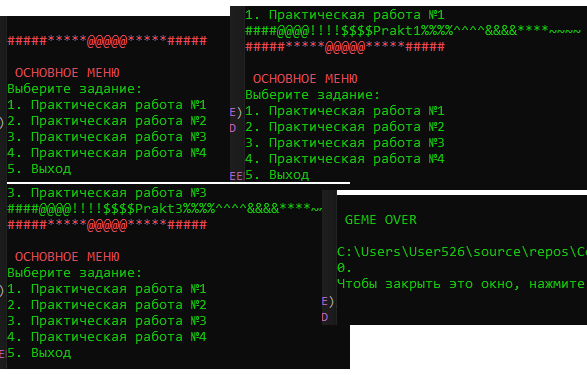 #####*****@@@@@*****#####
ОСНОВНОЕ МЕНЮ
Выберите задание:
1. Практическая работа №1
2. Практическая работа №2
3. Практическая работа №3
4. Практическая работа №4
5. Выход
1. Практическая работа №1
####@@@@!!!!$$$$Prakt1%%%%^^^^&&&&****~~~~
#####*****@@@@@*****#####
ОСНОВНОЕ МЕНЮ
Выберите задание:
1. Практическая работа №1
2. Практическая работа №2
3. Практическая работа №3
4. Практическая работа №4
5. Выход
3. Практическая работа №3
####@@@@!!!!$$$$Prakt3%%%%^^^^&&&&****~~
#####*****@@@@@*****#####
ОСНОВНОЕ МЕНЮ
Выберите задание:
1. Практическая работа №1
2. Практическая работа №2
3. Практическая работа №3
4. Практическая работа №4
5. Выход
GEME OVER
C:\Users\User526\source\repos\Co
0.
Чтобы закрыть это окно, нажмите